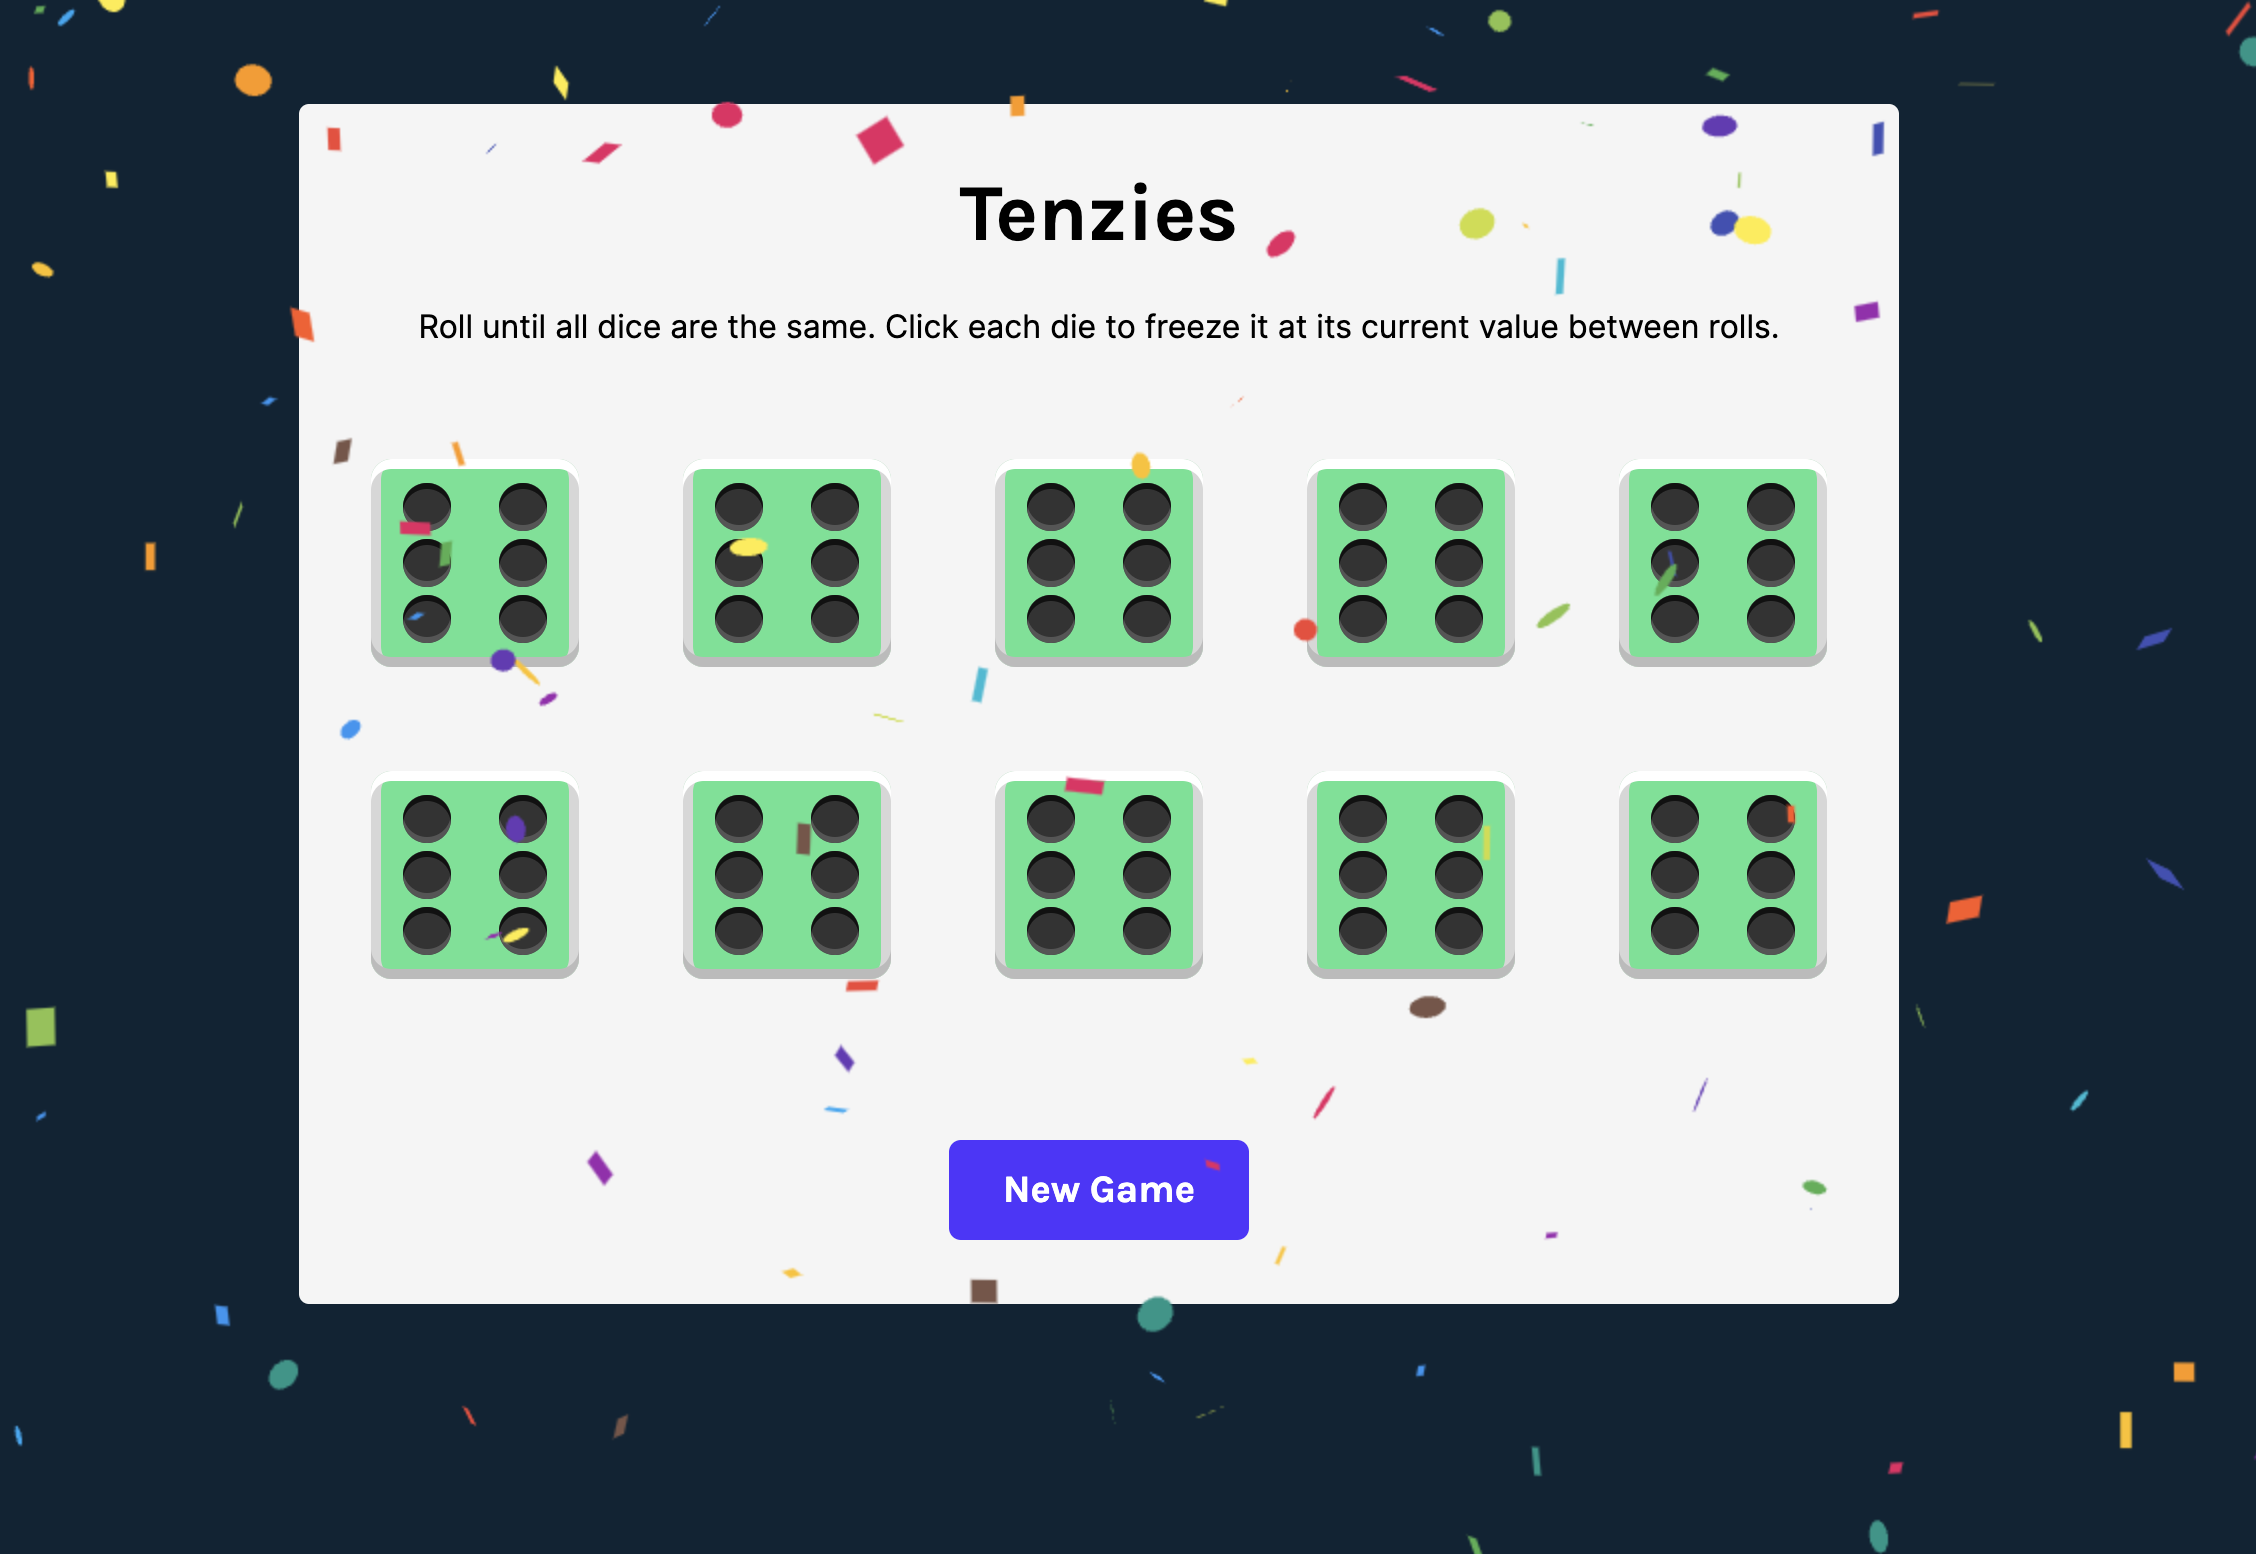 Tenzies
Roll until all dice are the same. Click each die to freeze it at its current value between rolls.
New Game